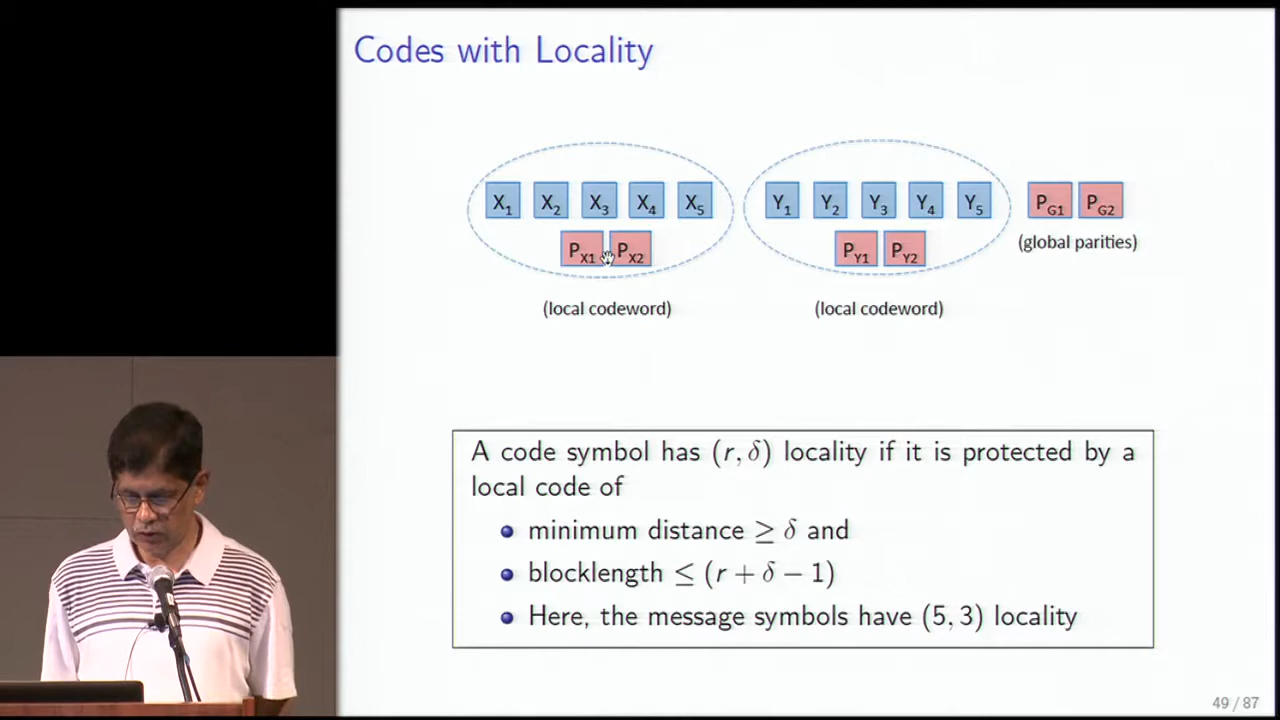 Codes with Locality
X1 X2 X3 X4 X5 Y1 Y2 Y3 Y4 Y5 PG1 PG2
PX1 PX2 PY1 PY2 (global parities)
(local codeword) (local codeword)
A code symbol has (r, δ) locality if it is protected by a
local code of
minimum distance ≥ δ and
blocklength ≤ (r + δ − 1)
Here, the message symbols have (5, 3) locality
49 / 87